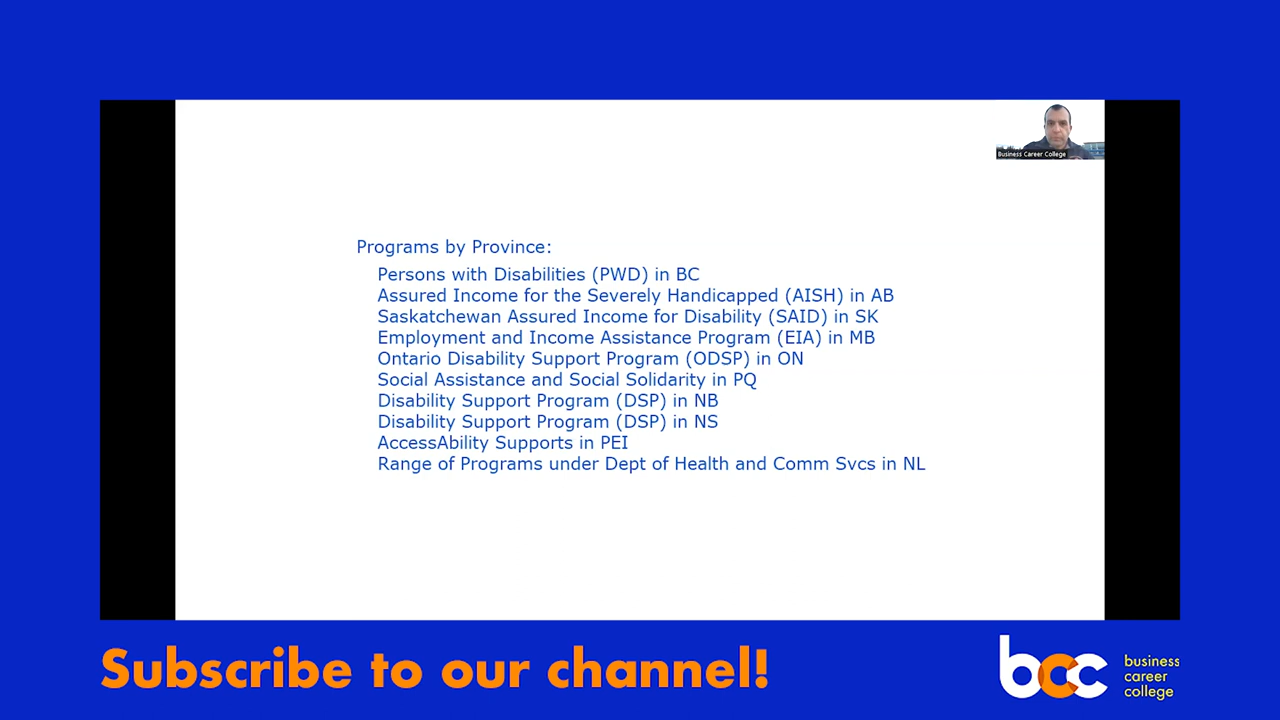 Business Career College
Programs by Province:
Persons with Disabilities (PWD) in BC
Assured Income for the Severely Handicapped (AISH) in AB
Saskatchewan Assured Income for Disability (SAID) in SK
Employment and Income Assistance Program (EIA) in MB
Ontario Disability Support Program (ODSP) in ON
Social Assistance and Social Solidarity in PQ
Disability Support Program (DSP) in NB
Disability Support Program (DSP) in NS
AccessAbility Supports in PEI
Range of Programs under Dept of Health and Comm Svcs in NL
Subscribe to our channel!
bcc
business
career
college